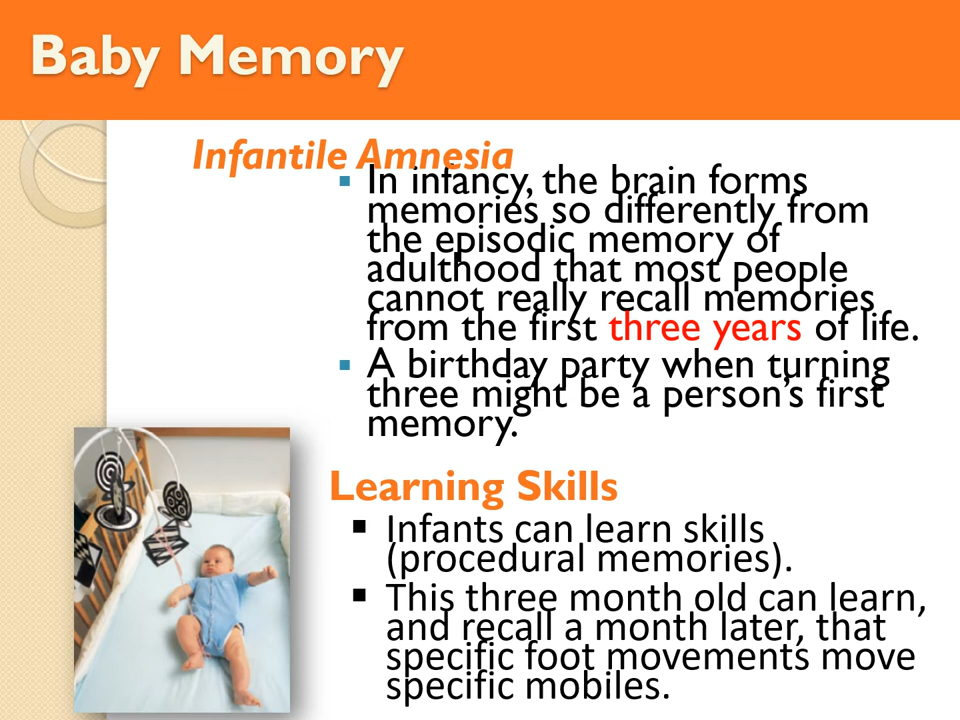 Baby Memory
Infantile Amnesia
▪ In infancy, the brain forms
memories so differently from
the episodic memory of
adulthood that most people
cannot really recall memories
from the first three years of life.
▪ A birthday party when turning
three might be a person’s first
memory.
Learning Skills
▪ Infants can learn skills
(procedural memories).
▪ This three month old can learn,
and recall a month later, that
specific foot movements move
specific mobiles.